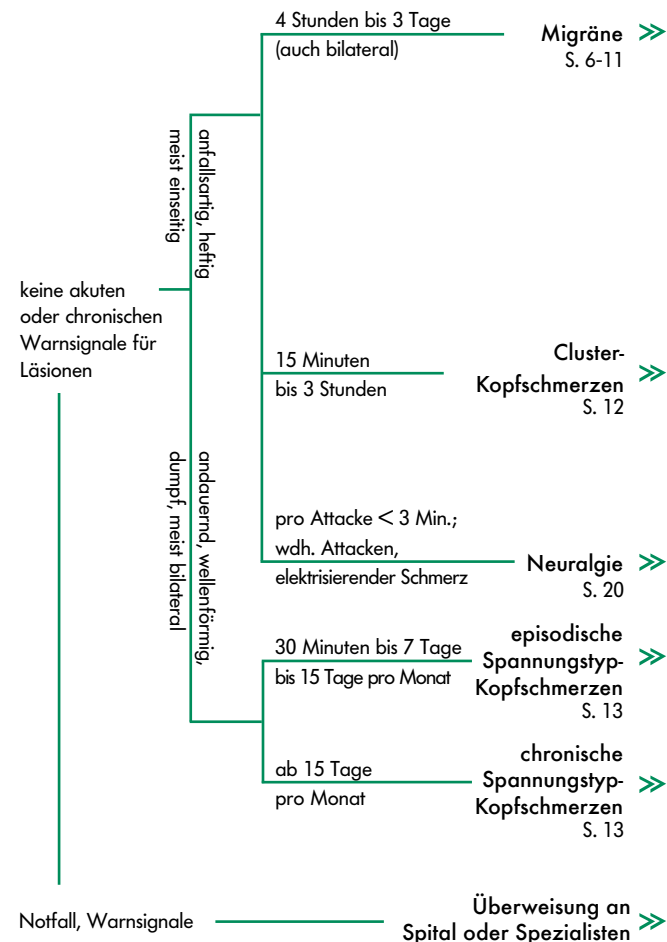 4 Stunden bis 3 Tage
(auch bilateral)
Migräne
S. 6-11
anfallsartig, heftig
meist einseitig
keine akuten
oder chronischen
Warnsignale für
Läsionen
15 Minuten
bis 3 Stunden
Cluster-
Kopfschmerzen
S. 12
andauernd, wellenförmig,
dumpf, meist bilateral
pro Attacke < 3 Min.;
wdh. Attacken,
elektrisierender Schmerz
Neuralgie
S. 20
30 Minuten bis 7 Tage
bis 15 Tage pro Monat
episodische
Spannungstyp-
Kopfschmerzen
S. 13
ab 15 Tage
pro Monat
chronische
Spannungstyp-
Kopfschmerzen
S. 13
Notfall, Warnsignale
Überweisung an
Spital oder Spezialisten